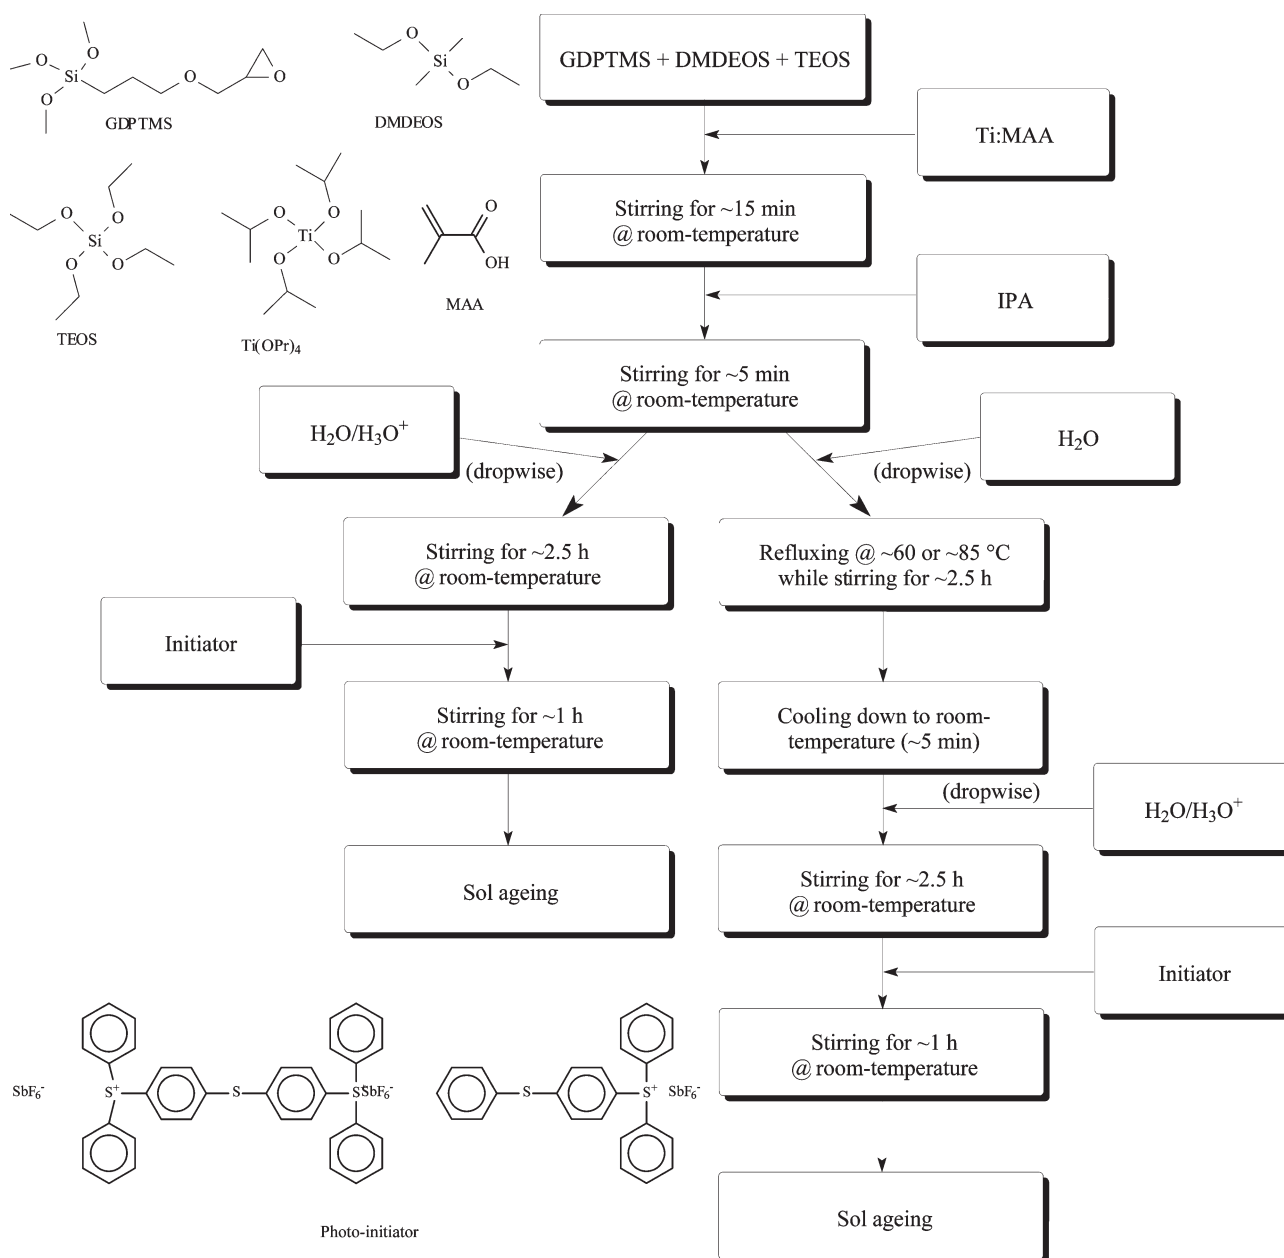 O
O
Si
O
O
O
GDPTMS
O
Si
O
DMDEOS
GDPTMS + DMDEOS + TEOS
Ti:MAA
O
O
Si
O
O
TEOS
O
O
Ti
O
O
Ti(OPr)₄
O
OH
MAA
Stirring for ~15 min
@ room-temperature
IPA
Stirring for ~5 min
@ room-temperature
H₂O/H₃O⁺
(dropwise)
(dropwise)
H₂O
Stirring for ~2.5 h
@ room-temperature
Refluxing @ ~60 or ~85 °C
while stirring for ~2.5 h
Initiator
Stirring for ~1 h
@ room-temperature
Cooling down to room-
temperature (~5 min)
(dropwise)
H₂O/H₃O⁺
Sol ageing
Stirring for ~2.5 h
@ room-temperature
Initiator
Stirring for ~1 h
@ room-temperature
SbF₆⁻
S⁺
S
S⁺
SbF₆⁻
S
S⁺
SbF₆⁻
Photo-initiator
Sol ageing